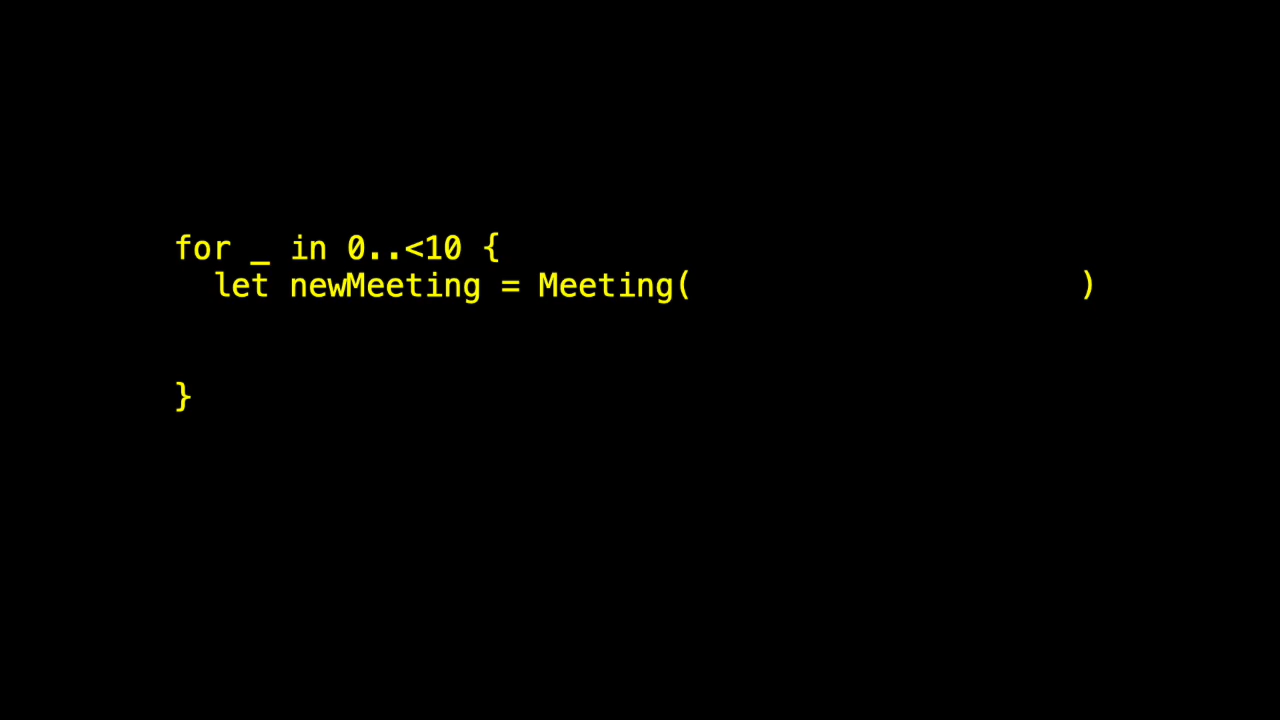 for _ in 0..<10 {
  let newMeeting = Meeting(                     )
}